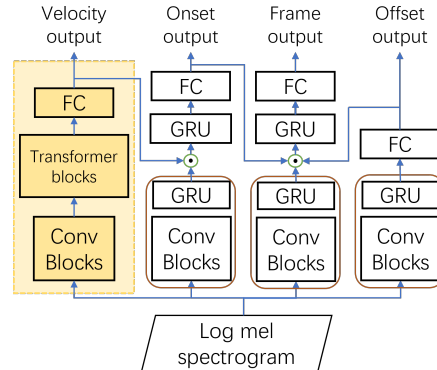 Velocity output
Onset output
Frame output
Offset output
FC
FC
FC
GRU
GRU
FC
Transformer blocks
GRU
GRU
GRU
Conv Blocks
Conv Blocks
Conv Blocks
Conv Blocks
Log mel
spectrogram